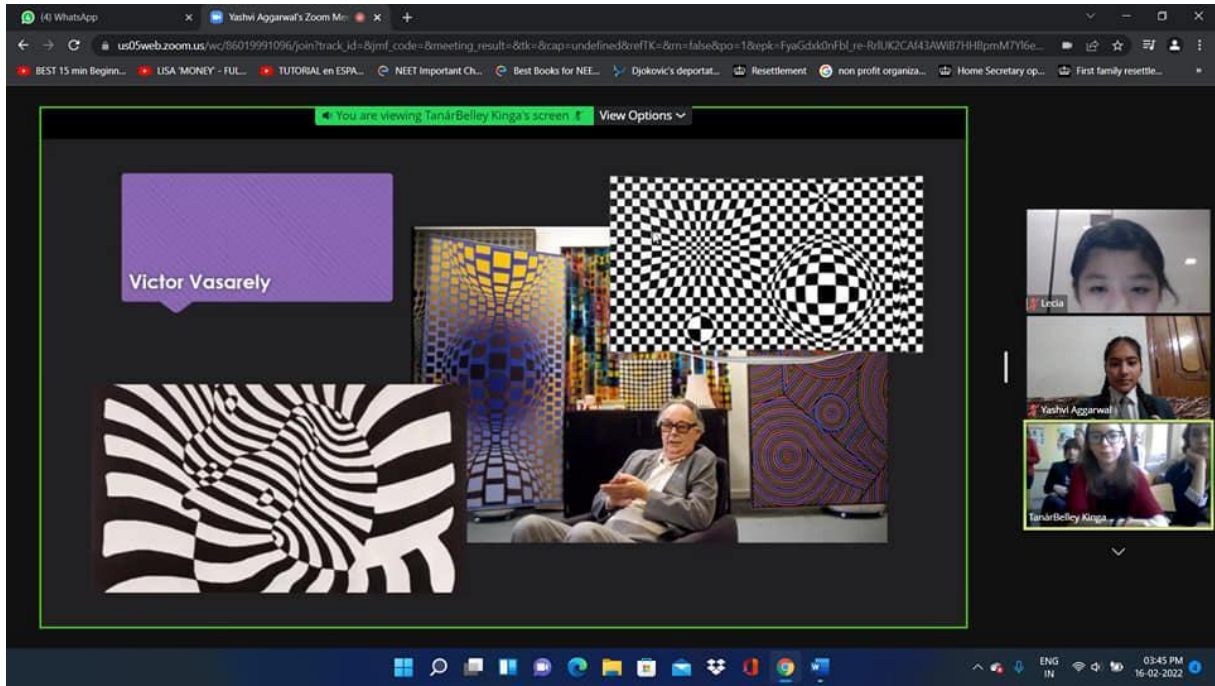 (4) WhatsApp
Yashvi Aggarwal's Zoom Me
us05web.zoom.us/wc/86019991096/join?track_id=&jmf_code=&meeting_result=&tk=&cap=undefined&refTK=&rn=false&po=1&epk=
BEST 15 min Beginn...
LISA 'MONEY' - FUL...
TUTORIAL en ESPA...
NEET Important Ch...
Best Books for NEE...
Djokovic's deportat...
Resettlement
non profit organiza...
Home Secretary op...
First family resettle...
You are viewing TanárBelley Kinga's screen
View Options
Victor Vasarely
Lecia
Yashvi Aggarwal
TanárBelley Kinga
ENG
IN
03:45 PM
16-02-2022